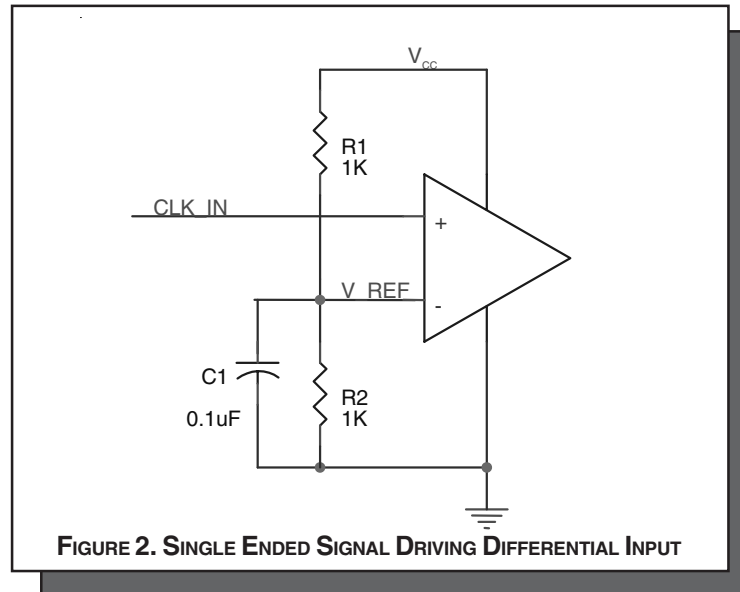 V_CC
R1
1K
CLK_IN
+
V_REF
-
C1
0.1uF
R2
1K
FIGURE 2. SINGLE ENDED SIGNAL DRIVING DIFFERENTIAL INPUT